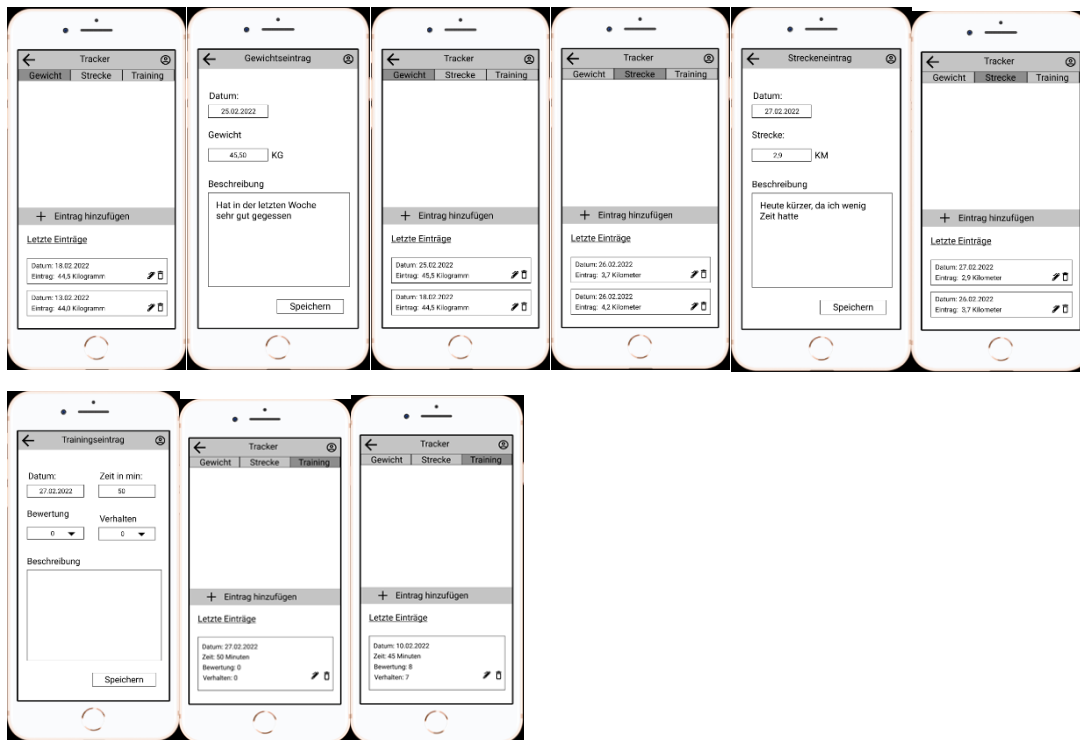 Tracker
Gewicht Strecke Training
+ Eintrag hinzufügen
Letzte Einträge
Datum: 18.02.2022
Eintrag: 44,5 Kilogramm
Datum: 13.02.2022
Eintrag: 44,0 Kilogramm
Gewichtseintrag
Datum:
25.02.2022
Gewicht
45,50 KG
Beschreibung
Hat in der letzten Woche
sehr gut gegessen
Speichern
Tracker
Gewicht Strecke Training
+ Eintrag hinzufügen
Letzte Einträge
Datum: 25.02.2022
Eintrag: 45,5 Kilogramm
Datum: 18.02.2022
Eintrag: 44,5 Kilogramm
Tracker
Gewicht Strecke Training
+ Eintrag hinzufügen
Letzte Einträge
Datum: 26.02.2022
Eintrag: 3,7 Kilometer
Datum: 26.02.2022
Eintrag: 4,2 Kilometer
Streckeneintrag
Datum:
27.02.2022
Strecke:
2,9 KM
Beschreibung
Heute kürzer, da ich wenig
Zeit hatte
Speichern
Tracker
Gewicht Strecke Training
+ Eintrag hinzufügen
Letzte Einträge
Datum: 27.02.2022
Eintrag: 2,9 Kilometer
Datum: 26.02.2022
Eintrag: 3,7 Kilometer
Trainingseintrag
Datum: Zeit in min:
27.02.2022 50
Bewertung Verhalten
0 0
Beschreibung
Speichern
Tracker
Gewicht Strecke Training
+ Eintrag hinzufügen
Letzte Einträge
Datum: 27.02.2022
Zeit: 50 Minuten
Bewertung: 0
Verhalten: 0
Tracker
Gewicht Strecke Training
+ Eintrag hinzufügen
Letzte Einträge
Datum: 10.02.2022
Zeit: 45 Minuten
Bewertung: 8
Verhalten: 7